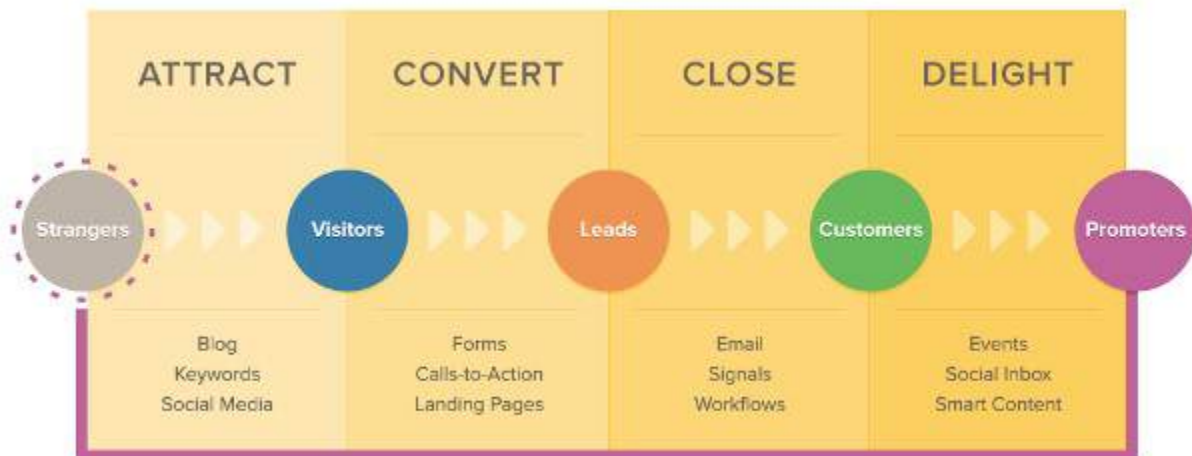 ATTRACT
CONVERT
CLOSE
DELIGHT
Strangers
Visitors
Leads
Customers
Promoters
Blog
Keywords
Social Media
Forms
Calls-to-Action
Landing Pages
Email
Signals
Workflows
Events
Social Inbox
Smart Content